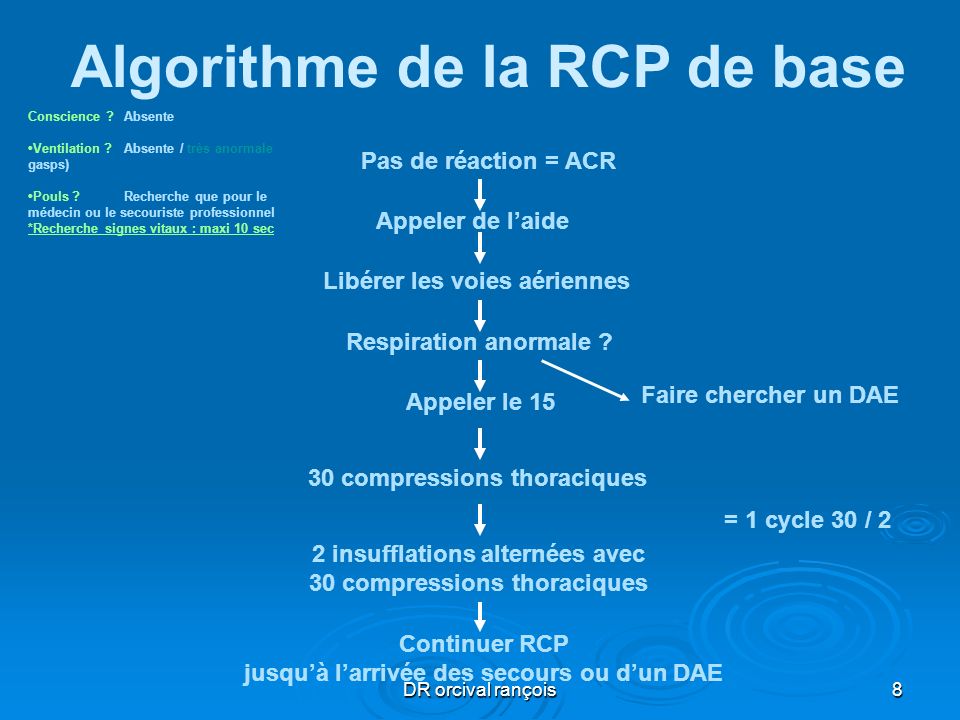 Algorithme de la RCP de base
Conscience ? Absente
•Ventilation ? Absente / très anormale
gasps)
•Pouls ? Recherche que pour le
médecin ou le secouriste professionnel
*Recherche signes vitaux : maxi 10 sec
Pas de réaction = ACR
Appeler de l’aide
Libérer les voies aériennes
Respiration anormale ?
Faire chercher un DAE
Appeler le 15
30 compressions thoraciques
= 1 cycle 30 / 2
2 insufflations alternées avec
30 compressions thoraciques
Continuer RCP
jusqu’à l’arrivée des secours ou d’un DAE
DR orcival rançois
8